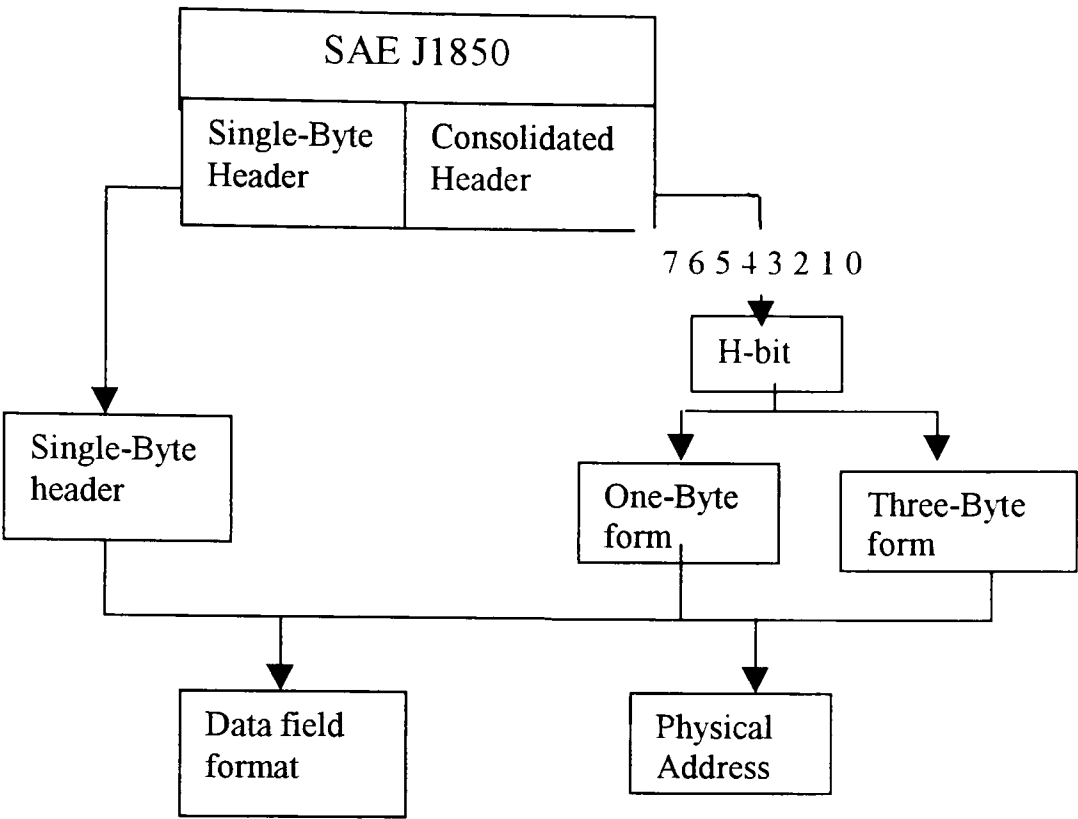 SAE J1850
Single-Byte
Header
Consolidated
Header
7 6 5 4 3 2 1 0
H-bit
Single-Byte
header
One-Byte
form
Three-Byte
form
Data field
format
Physical
Address